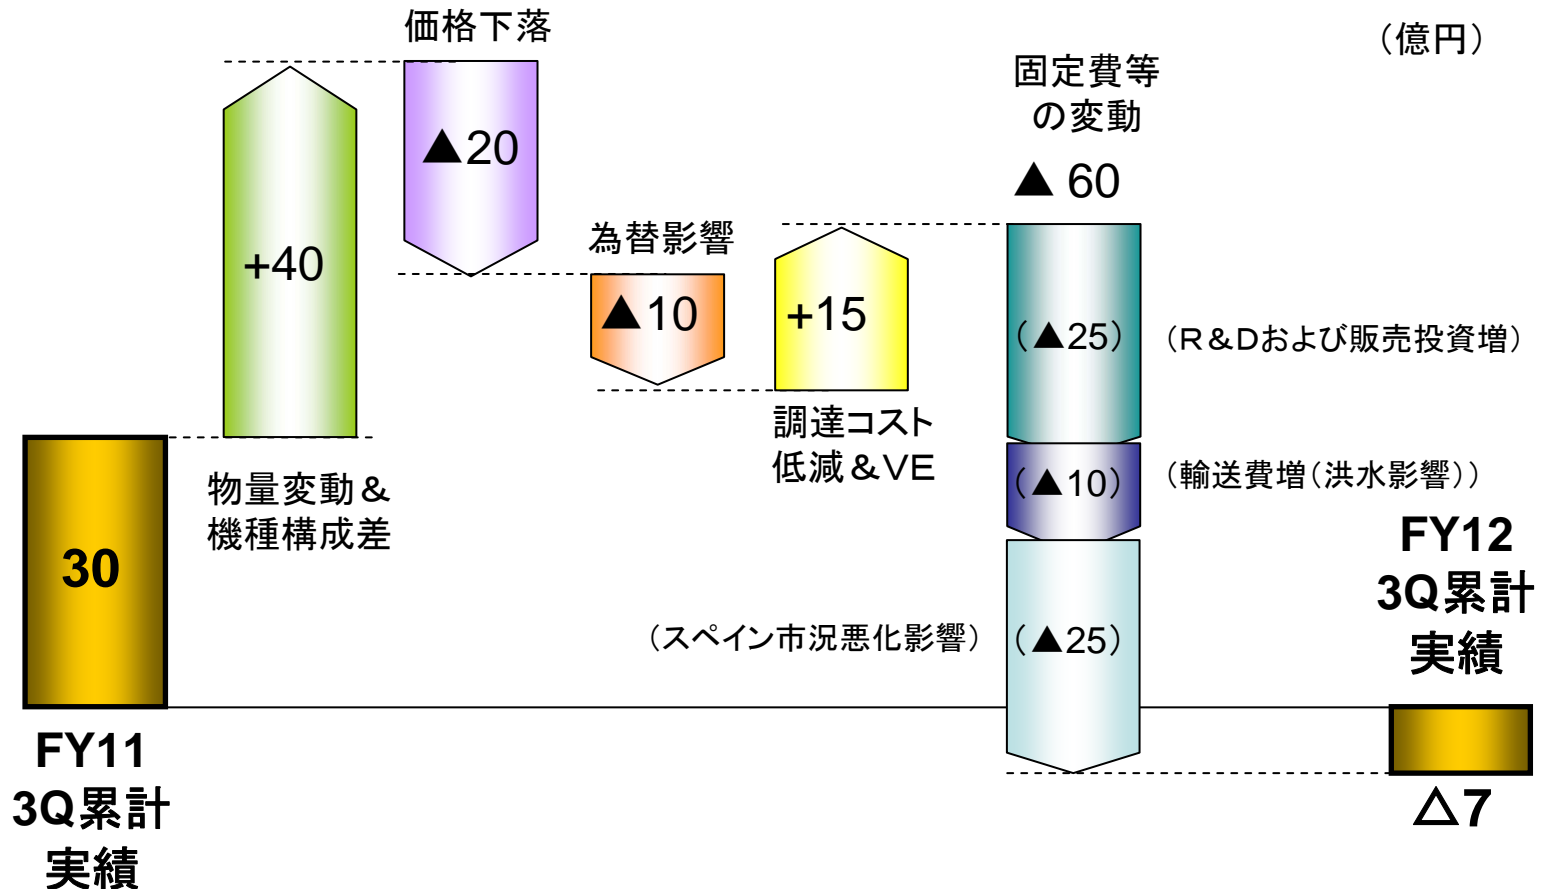 (億円)
価格下落
▲20
+40
物量変動&
機種構成差
為替影響
▲10
+15
調達コスト
低減&VE
固定費等
の変動
▲ 60
(▲25)
(R&Dおよび販売投資増)
(▲10)
(輸送費増(洪水影響))
(スペイン市況悪化影響)
(▲25)
30
FY11
3Q累計
実績
FY12
3Q累計
実績
△7